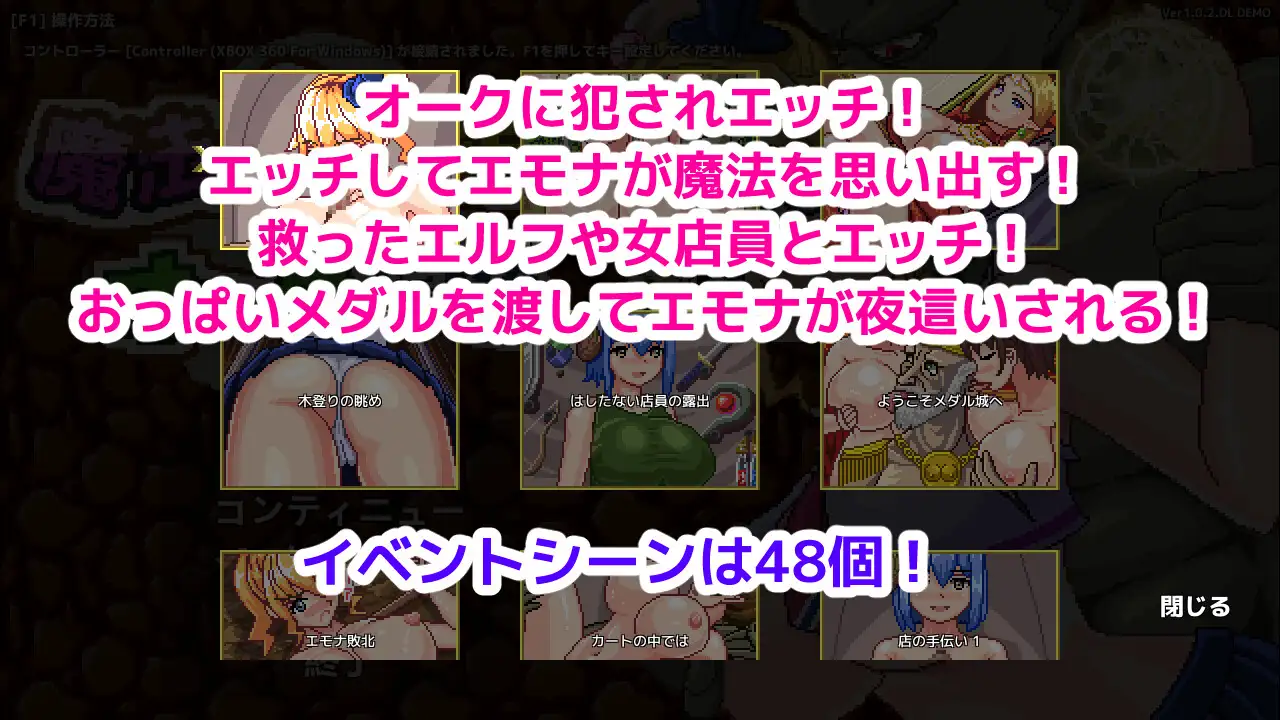 [F1] 操作方法
Ver1.0.2.DL DEMO
コントローラー [Controller (XBOX 360 For Windows)] が接続されました。F1を押してキー設定してください。
オークに犯されエッチ！
エッチしてエモナが魔法を思い出す！
救ったエルフや女店員とエッチ！
おっぱいメダルを渡してエモナが夜這いされる！
木登りの眺め
はしたない店員の露出
ようこそメダル城へ
コンティニュー
イベントシーンは48個！
閉じる
エモナ敗北
カートの中では
店の手伝い１
終了